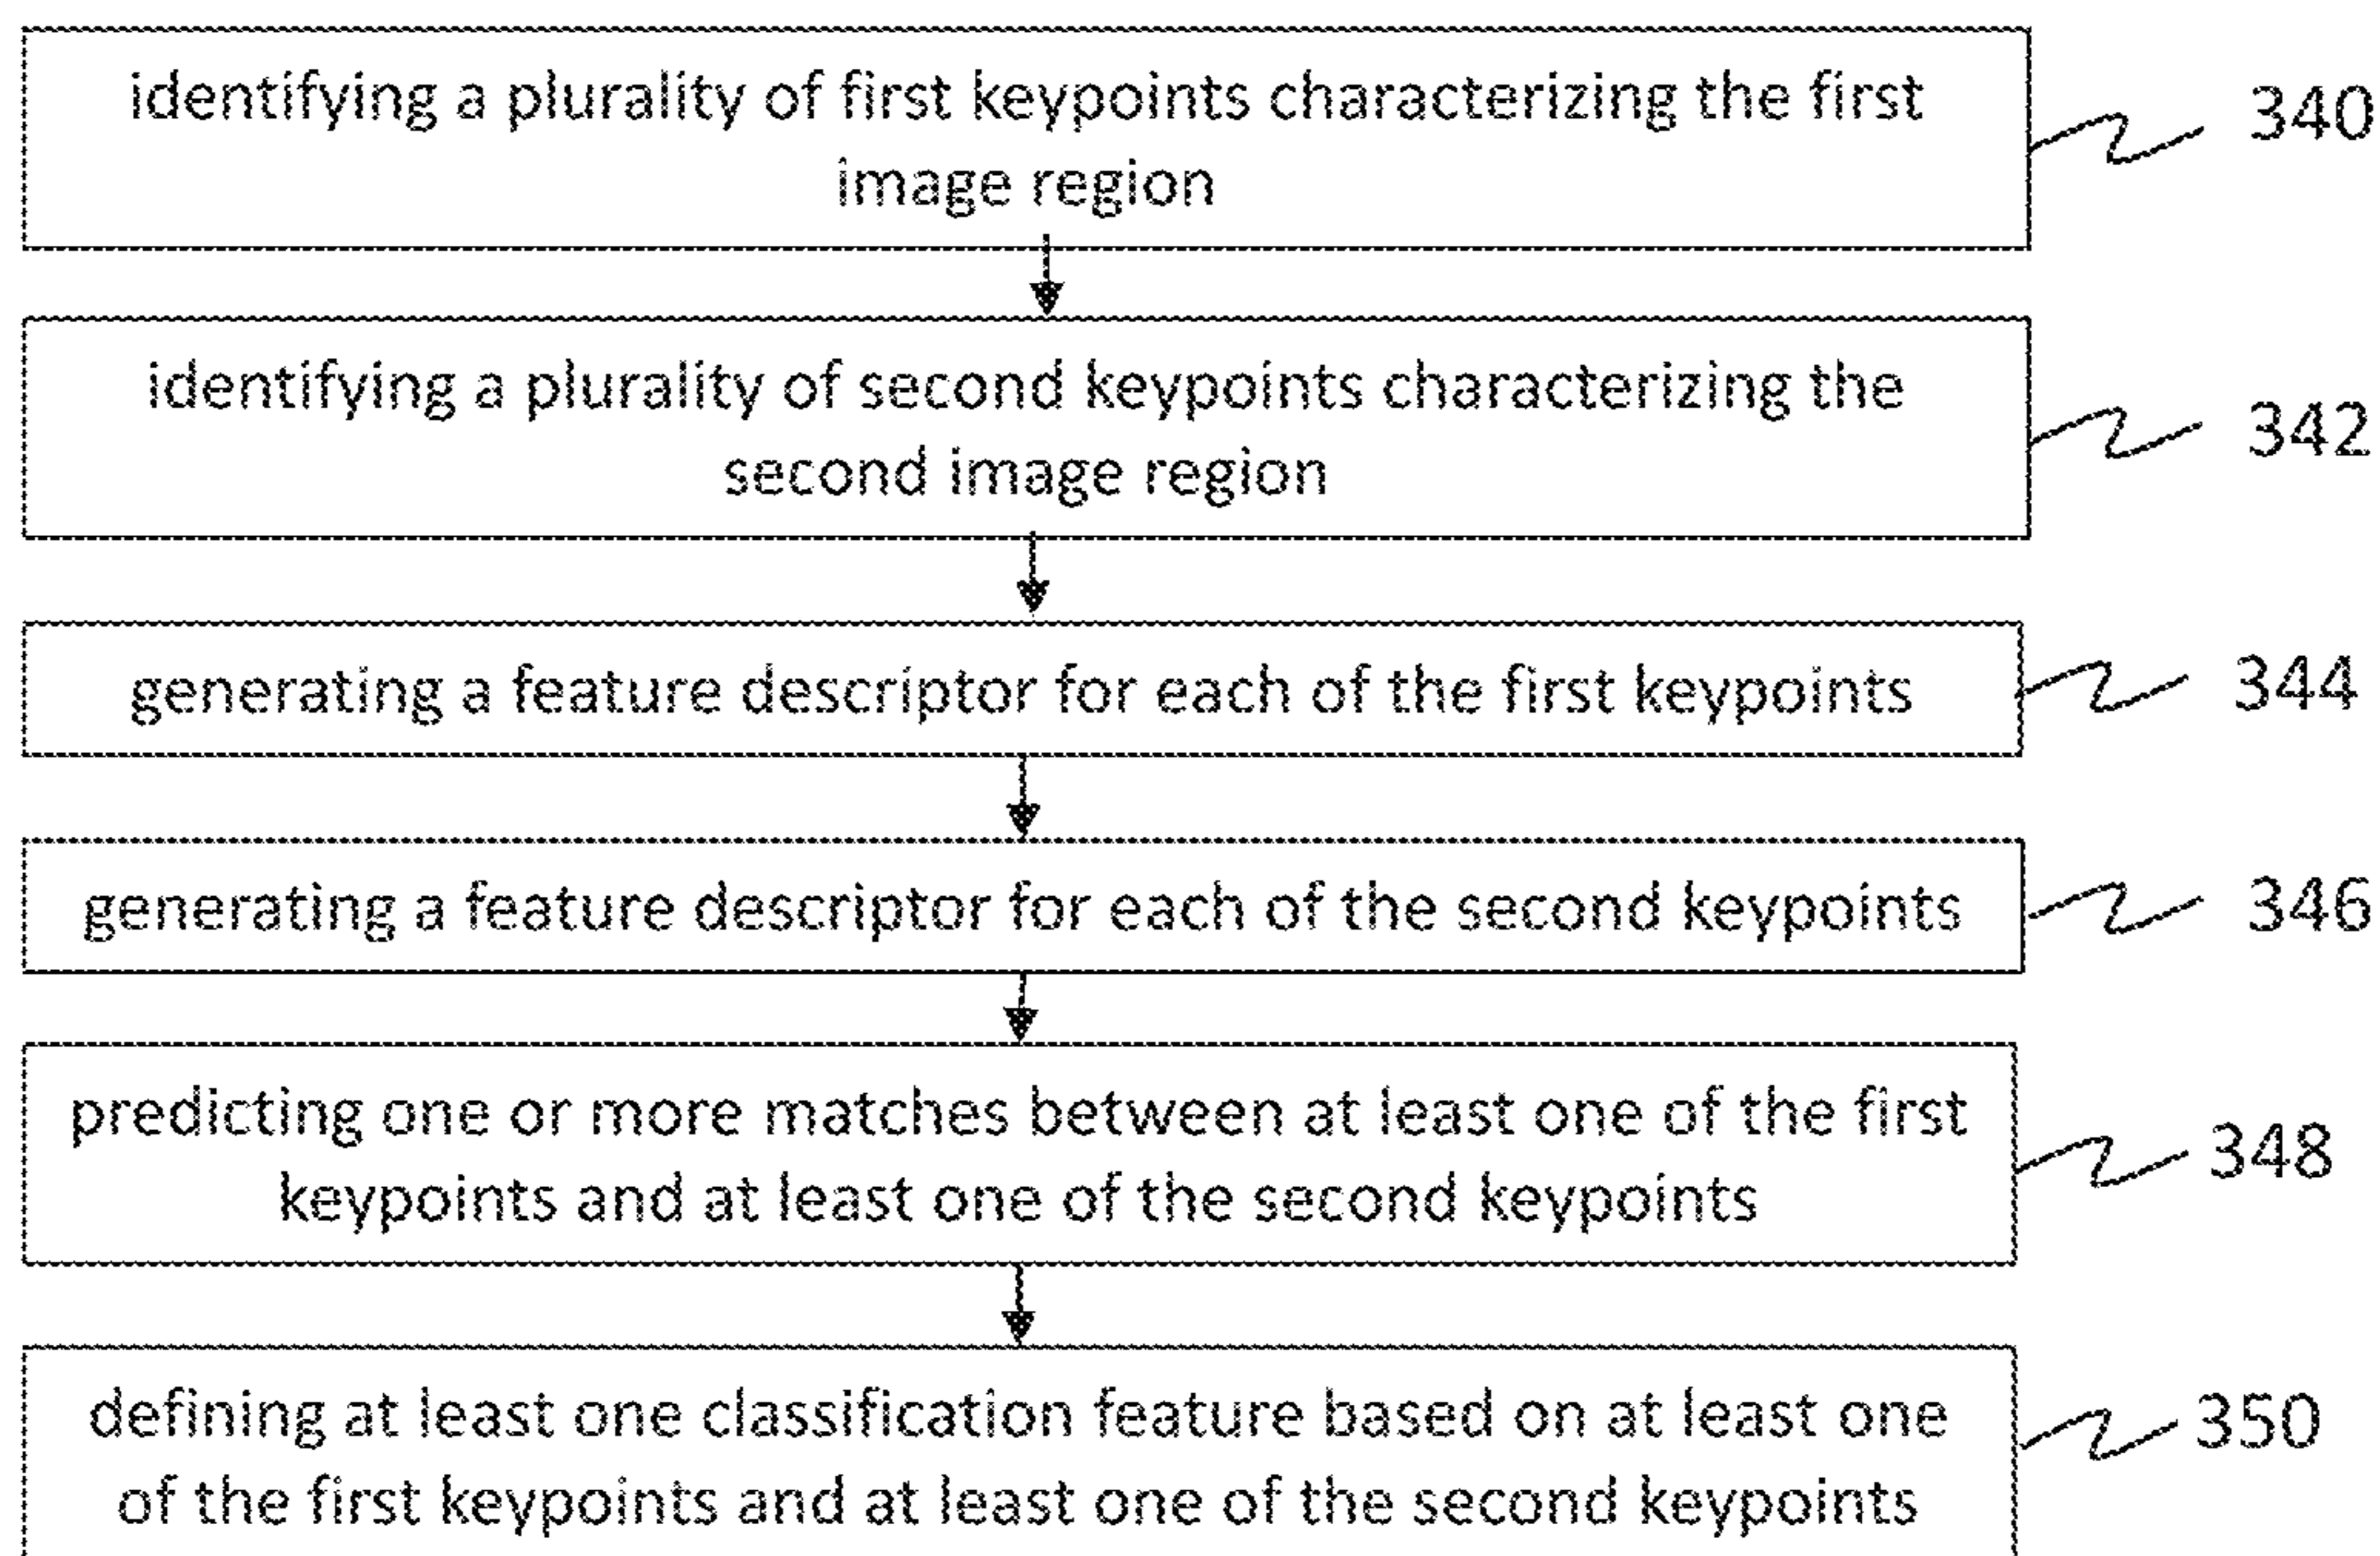 identifying a plurality of first keypoints characterizing the first
image region
340
identifying a plurality of second keypoints characterizing the
second image region
342
generating a feature descriptor for each of the first keypoints
344
generating a feature descriptor for each of the second keypoints
346
predicting one or more matches between at least one of the first
keypoints and at least one of the second keypoints
348
defining at least one classification feature based on at least one
of the first keypoints and at least one of the second keypoints
350